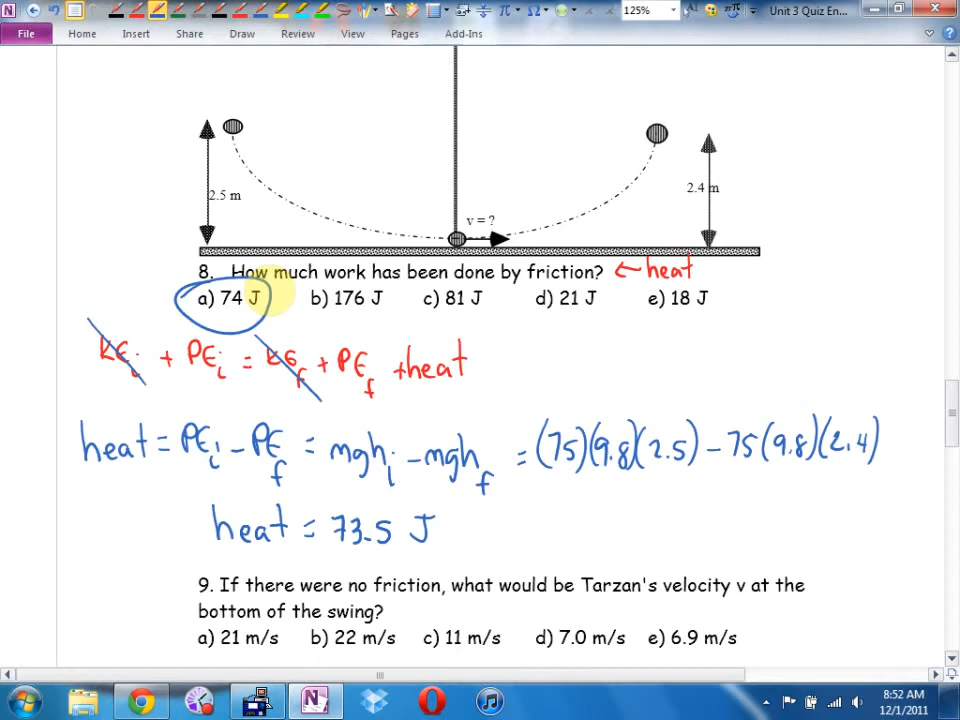 125%
Unit 3 Quiz En...
File Home Insert Share Draw Review View Pages Add-Ins
2.5 m
2.4 m
v = ?
8. How much work has been done by friction? ← heat
a) 74 J b) 176 J c) 81 J d) 21 J e) 18 J
KEi + PEi = KEf + PEf + heat
heat = PEi - PEf = mghi - mghf = (75)(9.8)(2.5) - 75(9.8)(2.4)
heat = 73.5 J
9. If there were no friction, what would be Tarzan's velocity v at the
bottom of the swing?
a) 21 m/s b) 22 m/s c) 11 m/s d) 7.0 m/s e) 6.9 m/s
8:52 AM
12/1/2011